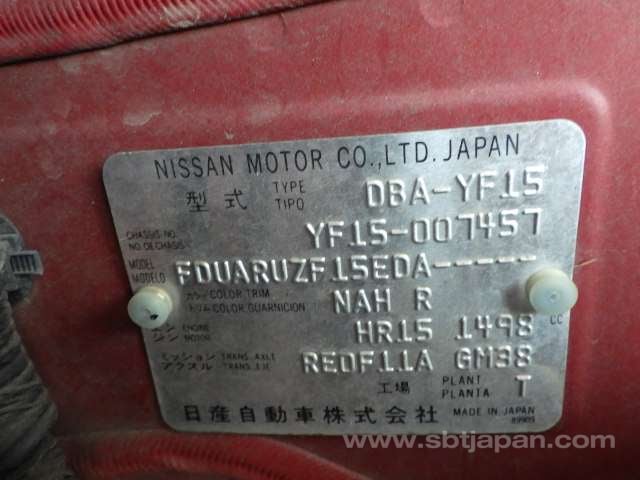 NISSAN MOTOR CO.,LTD. JAPAN
型式 TYPE TIPO DBA-YF15
CHASSIS NO. NO. DE CHASIS YF15-007457
MODEL MODELO FDUARUZF15EDA-----
カラー COLOR TRIM トリム COLOR GUARNICION NAH R
エンジン ENGINE MOTOR HR15 1498 CC
ミッション TRANS. AXLE アクスル TRANS. EJE RE0F11A GM38
工場 PLANT PLANTA T
日産自動車株式会社 MADE IN JAPAN
www.sbtjapan.com